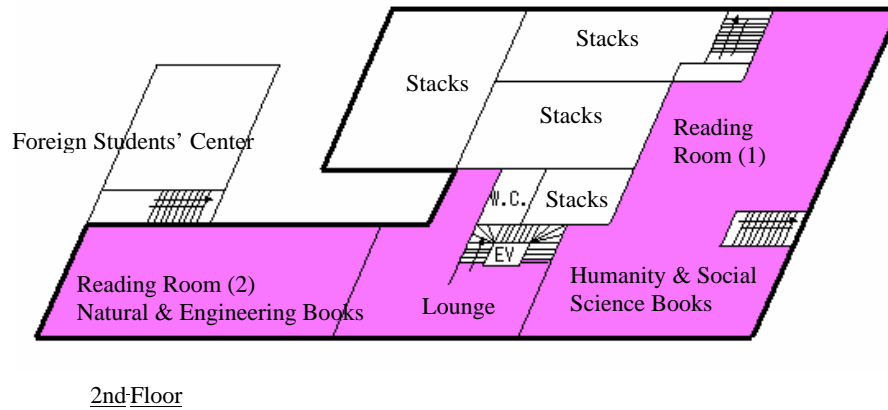 Stacks
Stacks
Stacks
Reading
Room (1)
Foreign Students’ Center
W.C.
Stacks
EV
Reading Room (2)
Natural & Engineering Books
Lounge
Humanity & Social
Science Books
2nd Floor